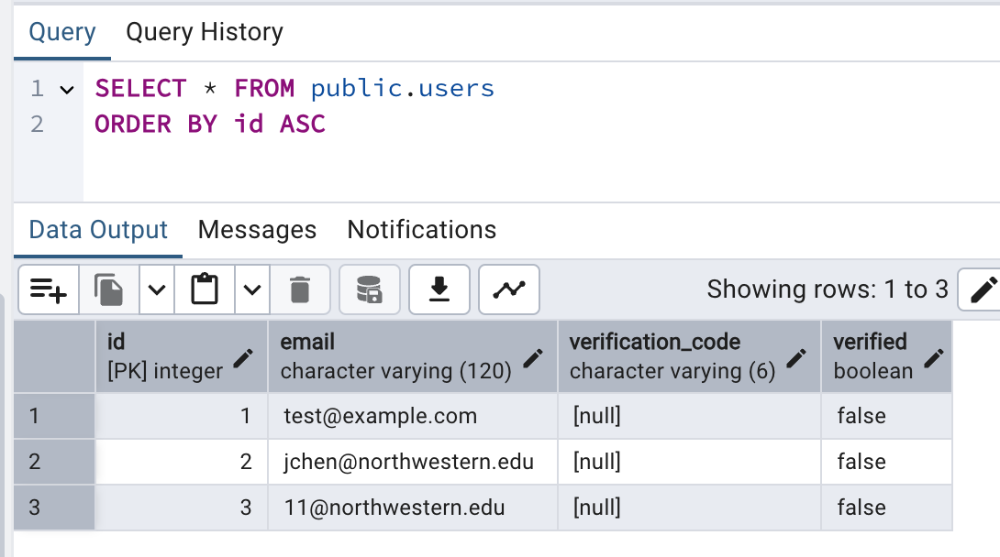 Query Query History
1 SELECT * FROM public.users
2 ORDER BY id ASC
Data Output Messages Notifications
Showing rows: 1 to 3
id email verification_code verified
[PK] integer character varying (120) character varying (6) boolean
1 1 test@example.com [null] false
2 2 jchen@northwestern.edu [null] false
3 3 11@northwestern.edu [null] false